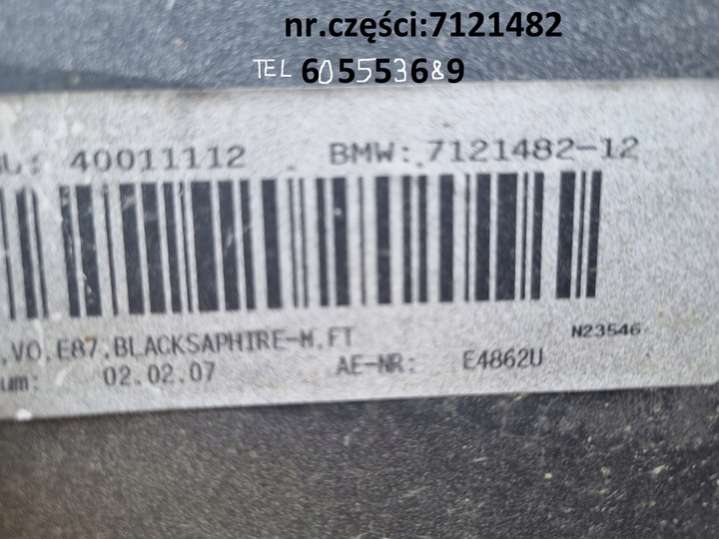 nr.części:7121482
TEL 605553689
40011112 BMW: 7121482-12
.VO.E87.BLACKSAPHIRE-M.FT
N23546
um: 02.02.07 AE-NR: E4862U